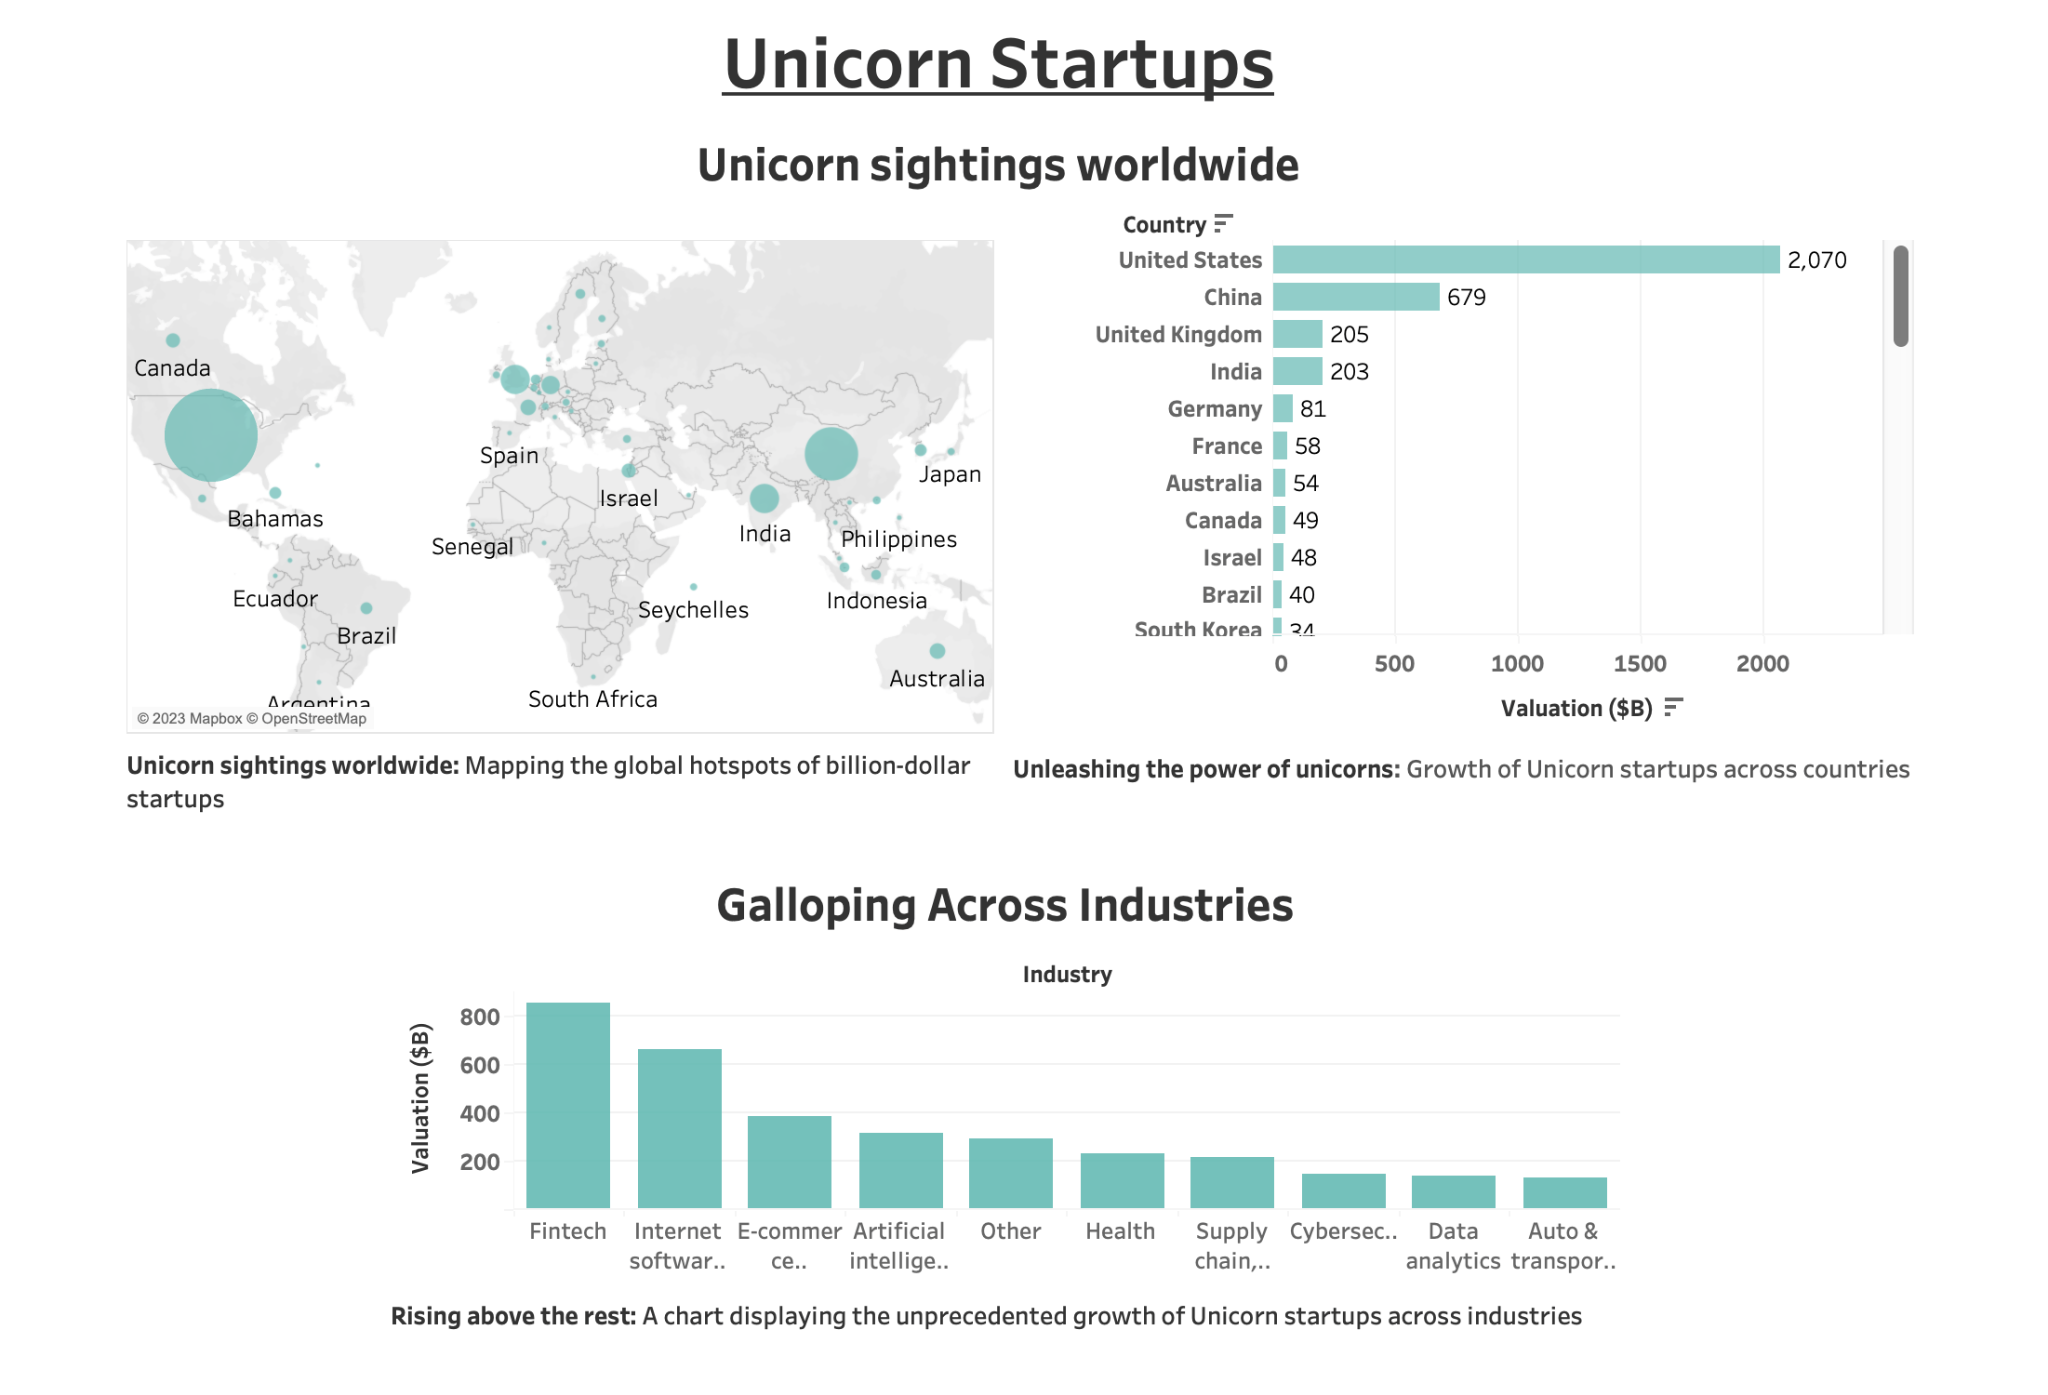 Unicorn Startups
Unicorn sightings worldwide
Canada
Spain
Japan
Israel
Bahamas
India
Philippines
Senegal
Ecuador
Indonesia
Seychelles
Brazil
Australia
South Africa
Argentina
© 2023 Mapbox © OpenStreetMap
Country
United States 2,070
China 679
United Kingdom 205
India 203
Germany 81
France 58
Australia 54
Canada 49
Israel 48
Brazil 40
South Korea 34
0 500 1000 1500 2000
Valuation ($B)
Unicorn sightings worldwide: Mapping the global hotspots of billion-dollar
startups
Unleashing the power of unicorns: Growth of Unicorn startups across countries
Galloping Across Industries
Industry
Valuation ($B)
800
600
400
200
Fintech
Internet
softwar..
E-commer
ce..
Artificial
intellige..
Other
Health
Supply
chain,..
Cybersec..
Data
analytics
Auto &
transpor..
Rising above the rest: A chart displaying the unprecedented growth of Unicorn startups across industries